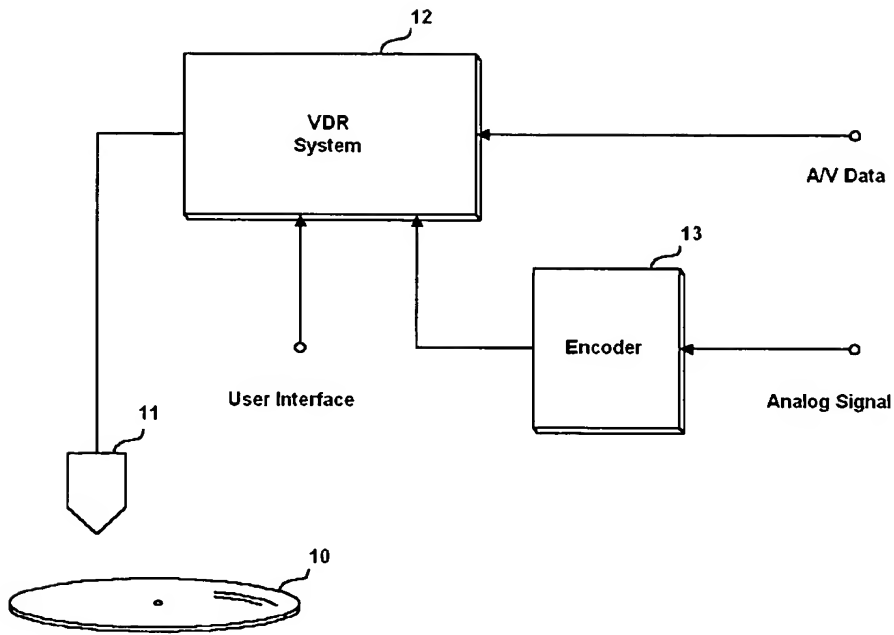 12
VDR
System
A/V Data
13
Encoder
User Interface
Analog Signal
11
10